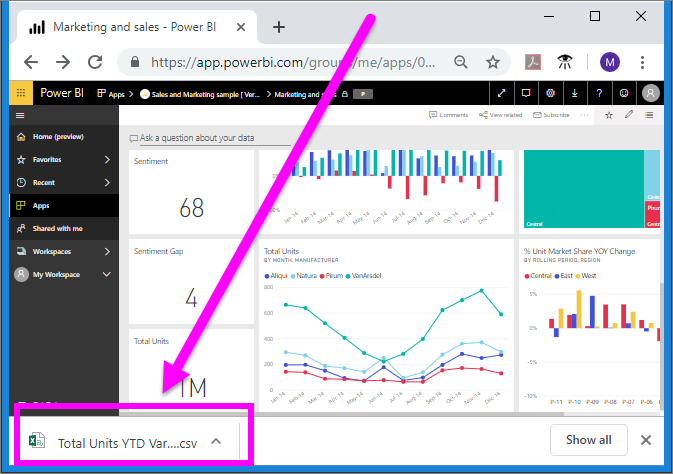 Marketing and sales - Power BI
https://app.powerbi.com/groups/me/apps/0...
M
Power BI
Apps > Sales and Marketing sample [ Ver... > Marketing and
P
?
Comments
View related
Subscribe
...
Home (preview)
Favorites
Recent
Apps
Shared with me
Workspaces
My Workspace
Ask a question about your data
Sentiment
68
Sentiment Gap
4
Total Units
1M
0%
Jan-14 Feb-14 Mar-14 Apr-14 May-14 Jun-14 Jul-14 Aug-14 Sep-14 Oct-14 Nov-14 Dec-14
Central
Central
Pirum
Central
Total Units
BY MONTH, MANUFACTURER
Aliqui Natura Pirum VanArsdel
800
600
400
200
0
Jan-14 Feb-14 Mar-14 Apr-14 May-14 Jun-14 Jul-14 Aug-14 Sep-14 Oct-14 Nov-14 Dec-14
% Unit Market Share YOY Change
BY ROLLING PERIOD, REGION
Central East West
5%
0%
-5%
-10%
P-11 P-10 P-09 P-08 P-07 P-06
Total Units YTD Var....csv
Show all